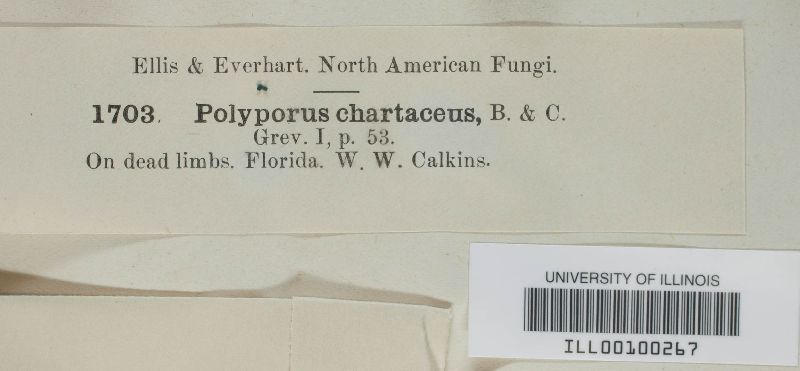 Ellis & Everhart. North American Fungi.
1703. Polyporus chartaceus, B. & C.
Grev. I, p. 53.
On dead limbs. Florida. W. W. Calkins.
UNIVERSITY OF ILLINOIS
ILL00100267